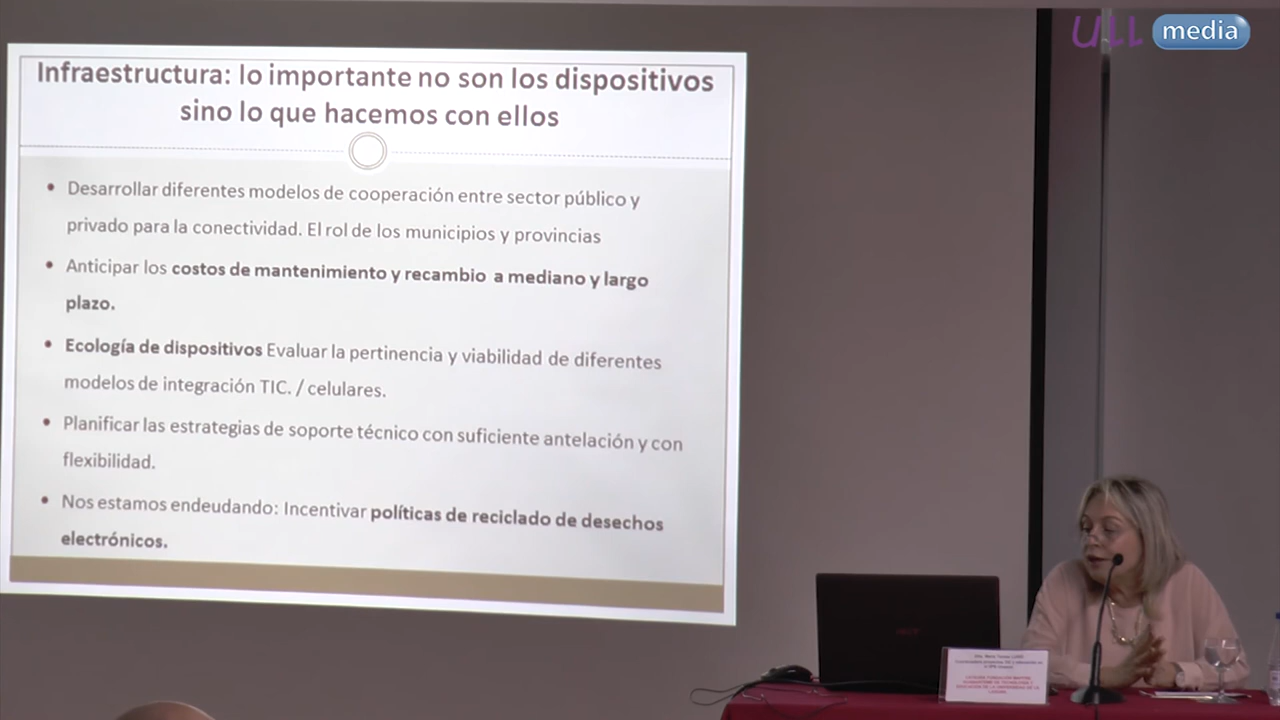 ULL media
Infraestructura: lo importante no son los dispositivos
sino lo que hacemos con ellos
• Desarrollar diferentes modelos de cooperación entre sector público y
privado para la conectividad. El rol de los municipios y provincias
• Anticipar los costos de mantenimiento y recambio a mediano y largo
plazo.
• Ecología de dispositivos Evaluar la pertinencia y viabilidad de diferentes
modelos de integración TIC. / celulares.
• Planificar las estrategias de soporte técnico con suficiente antelación y con
flexibilidad.
• Nos estamos endeudando: Incentivar políticas de reciclado de desechos
electrónicos.